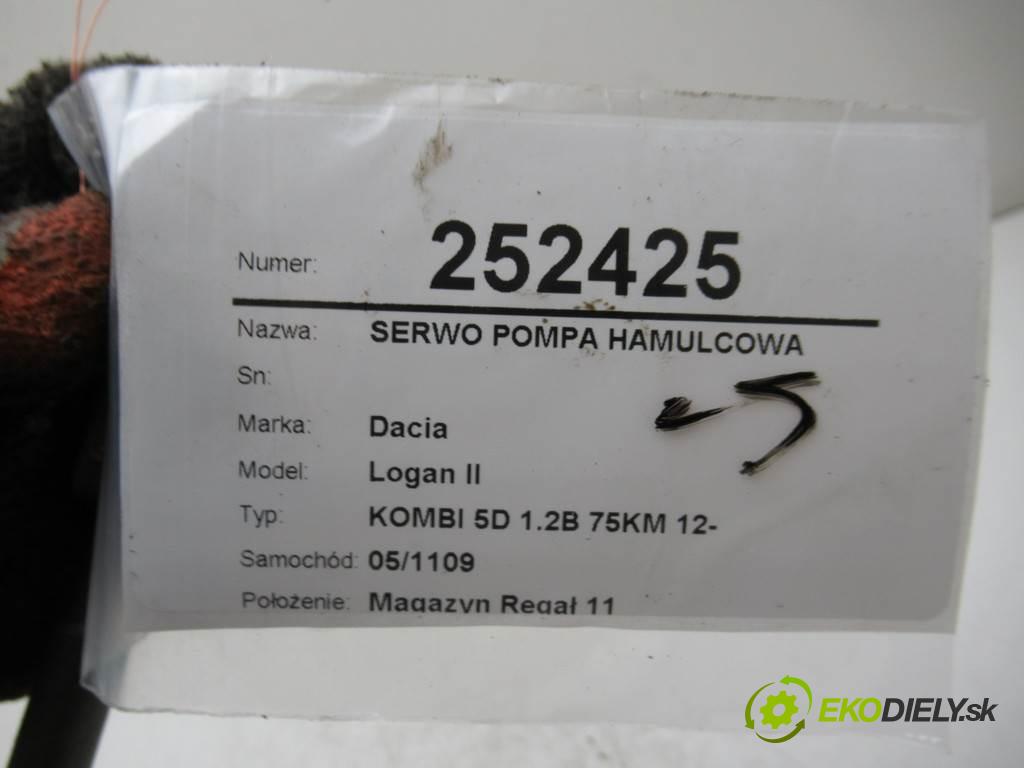 Numer: 252425
Nazwa: SERWO POMPA HAMULCOWA
Sn:
Marka: Dacia
Model: Logan II
Typ: KOMBI 5D 1.2B 75KM 12-
Samochód: 05/1109
Położenie: Magazyn Regał 11
EKODIELY.sk